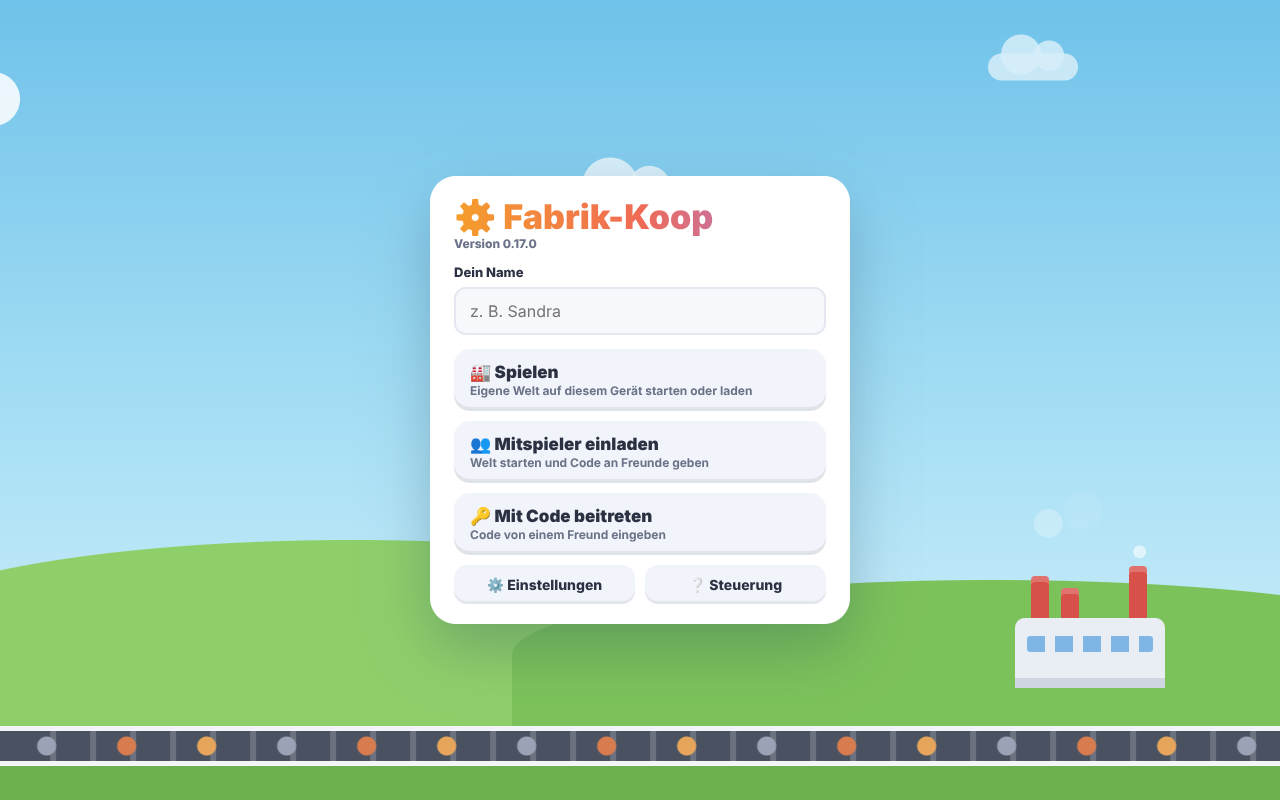 Fabrik-Koop
Version 0.17.0
Dein Name
z. B. Sandra
Spielen
Eigene Welt auf diesem Gerät starten oder laden
Mitspieler einladen
Welt starten und Code an Freunde geben
Mit Code beitreten
Code von einem Freund eingeben
Einstellungen
Steuerung